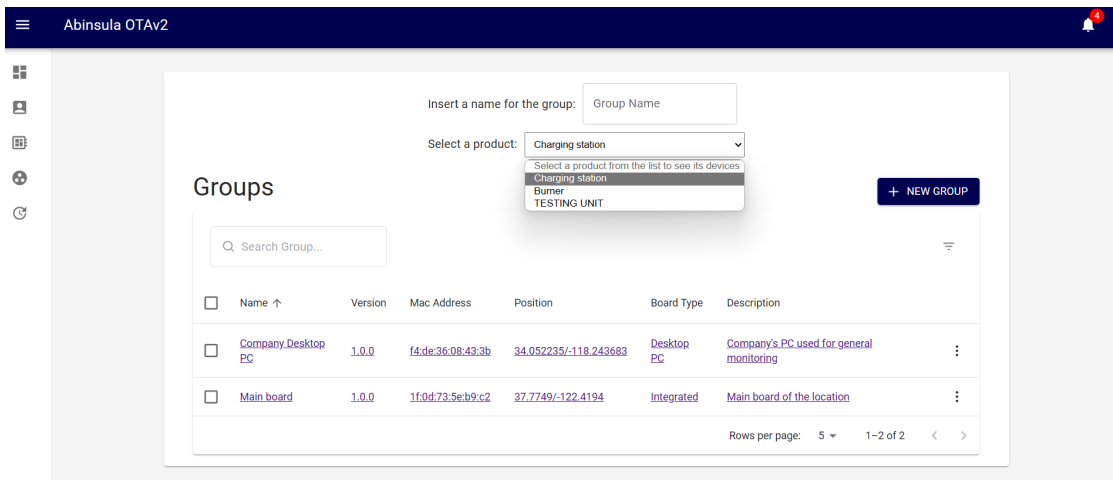 Abinsula OTAv2
4
Insert a name for the group: Group Name
Select a product: Charging station
Select a product from the list to see its devices
Charging station
Burner
TESTING UNIT
Groups
+ NEW GROUP
Search Group...
Name ↑ Version Mac Address Position Board Type Description
Company Desktop PC 1.0.0 f4:de:36:08:43:3b 34.052235/-118.243683 Desktop PC Company's PC used for general monitoring
Main board 1.0.0 1f:0d:73:5e:b9:c2 37.7749/-122.4194 Integrated Main board of the location
Rows per page: 5 1–2 of 2